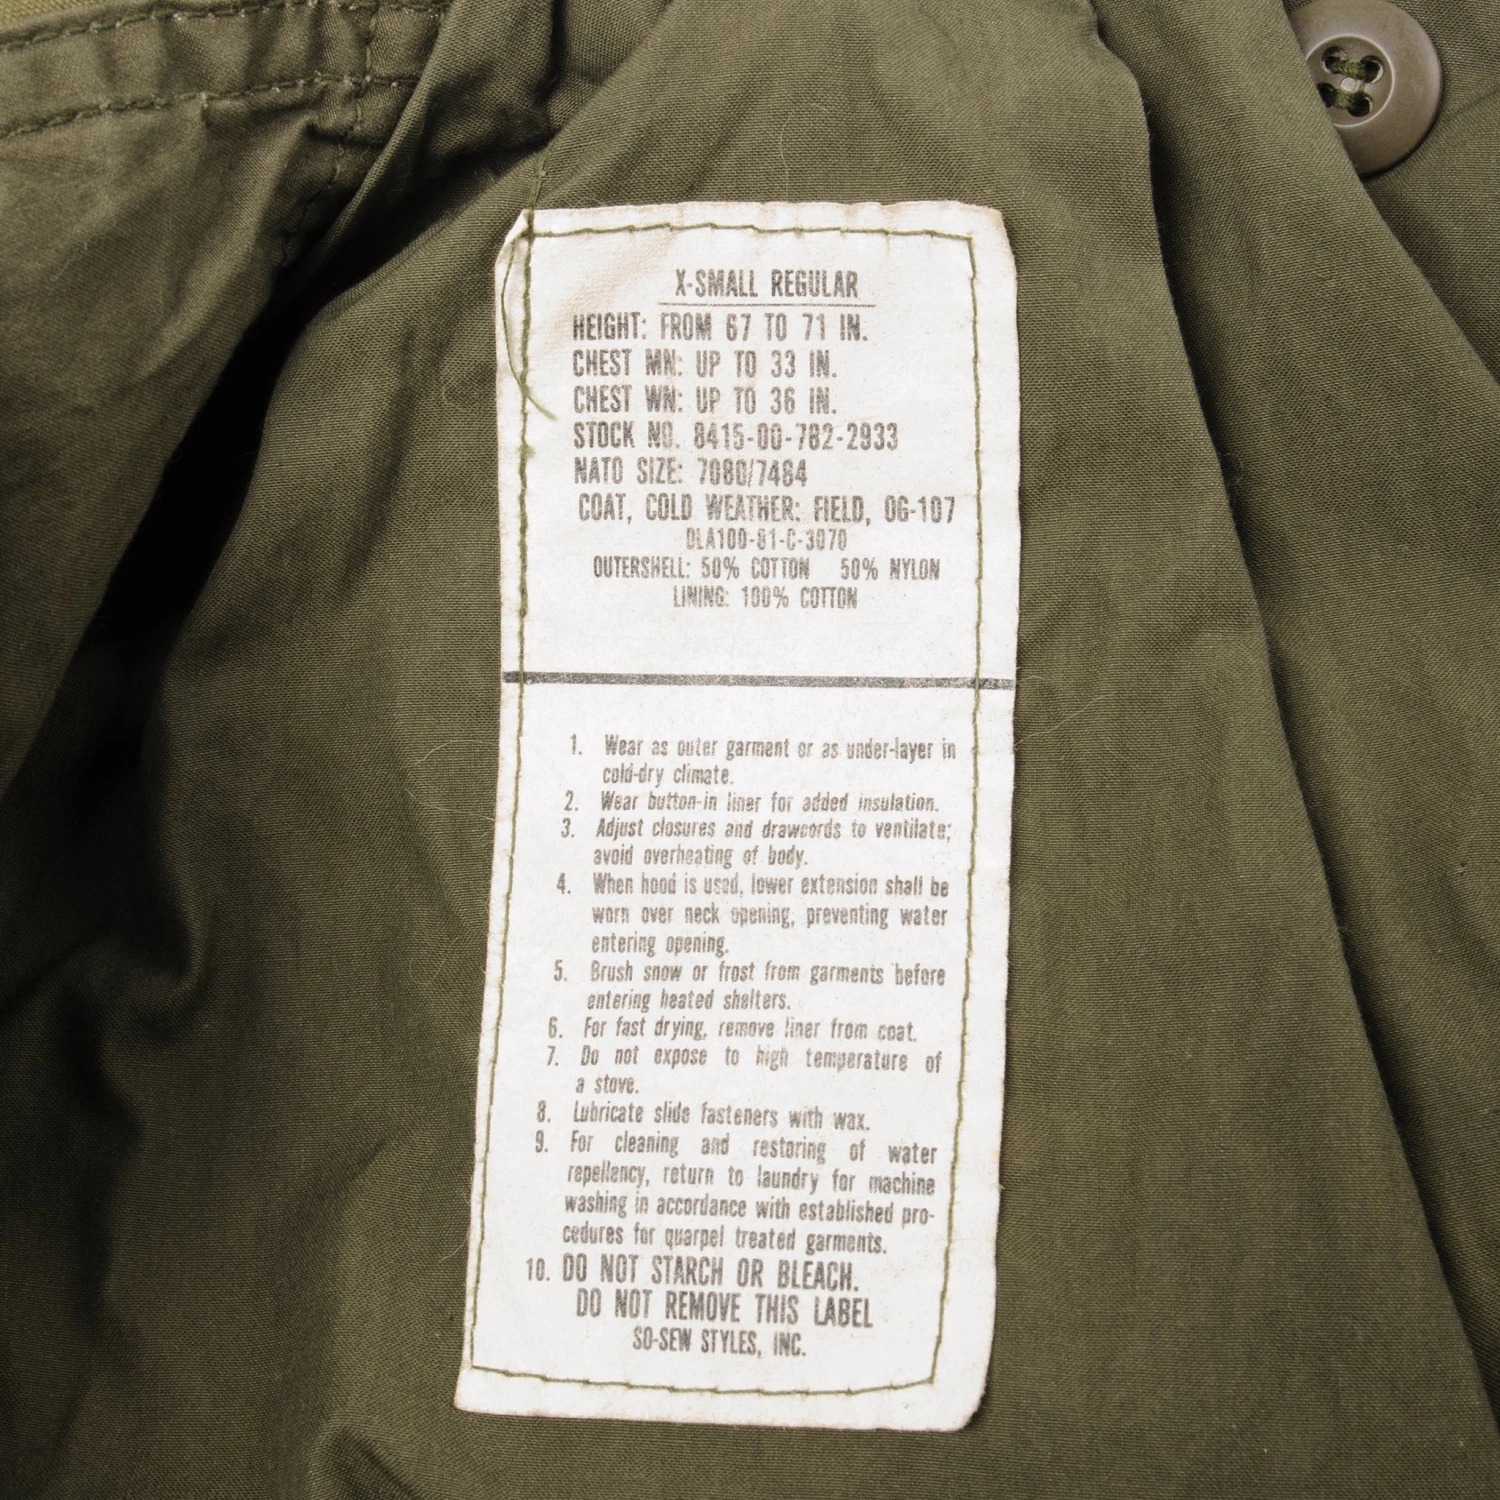 X-SMALL REGULAR
HEIGHT: FROM 67 TO 71 IN.
CHEST MN: UP TO 33 IN.
CHEST WN: UP TO 36 IN.
STOCK NO. 8415-00-782-2933
NATO SIZE: 7080/7484
COAT, COLD WEATHER: FIELD, OG-107
DLA100-81-C-3070
OUTERSHELL: 50% COTTON 50% NYLON
LINING: 100% COTTON
1. Wear as outer garment or as under-layer in
cold-dry climate.
2. Wear button-in liner for added insulation.
3. Adjust closures and drawcords to ventilate;
avoid overheating of body.
4. When hood is used, lower extension shall be
worn over neck opening, preventing water
entering opening.
5. Brush snow or frost from garments before
entering heated shelters.
6. For fast drying, remove liner from coat.
7. Do not expose to high temperature of
a stove.
8. Lubricate slide fasteners with wax.
9. For cleaning and restoring of water
repellency, return to laundry for machine
washing in accordance with established pro-
cedures for quarpel treated garments.
10. DO NOT STARCH OR BLEACH.
DO NOT REMOVE THIS LABEL
SO-SEW STYLES, INC.